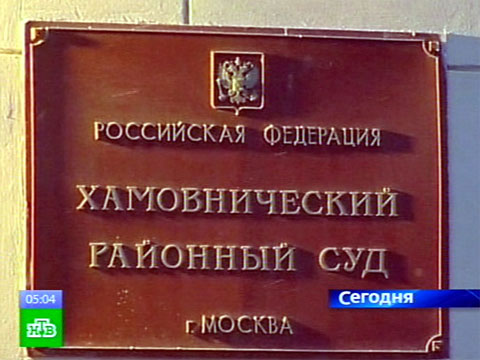 РОССИЙСКАЯ ФЕДЕРАЦИЯ
ХАМОВНИЧЕСКИЙ
РАЙОННЫЙ СУД
г. МОСКВА
05:04
Сегодня
НТВ